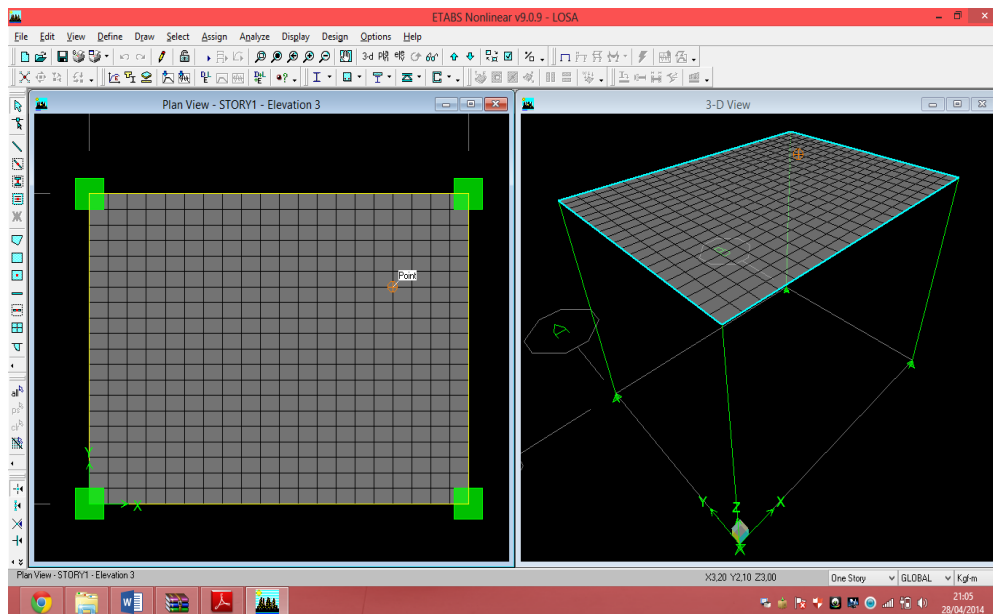 ETABS Nonlinear v9.0.9 - LOSA
File Edit View Define Draw Select Assign Analyze Display Design Options Help
3-d
Plan View - STORY1 - Elevation 3
3-D View
Point
Y
X
Y
Z
X
Plan View - STORY1 - Elevation 3
X3,20 Y2,10 Z3,00
One Story
GLOBAL
Kgf-m
21:05
28/04/2014